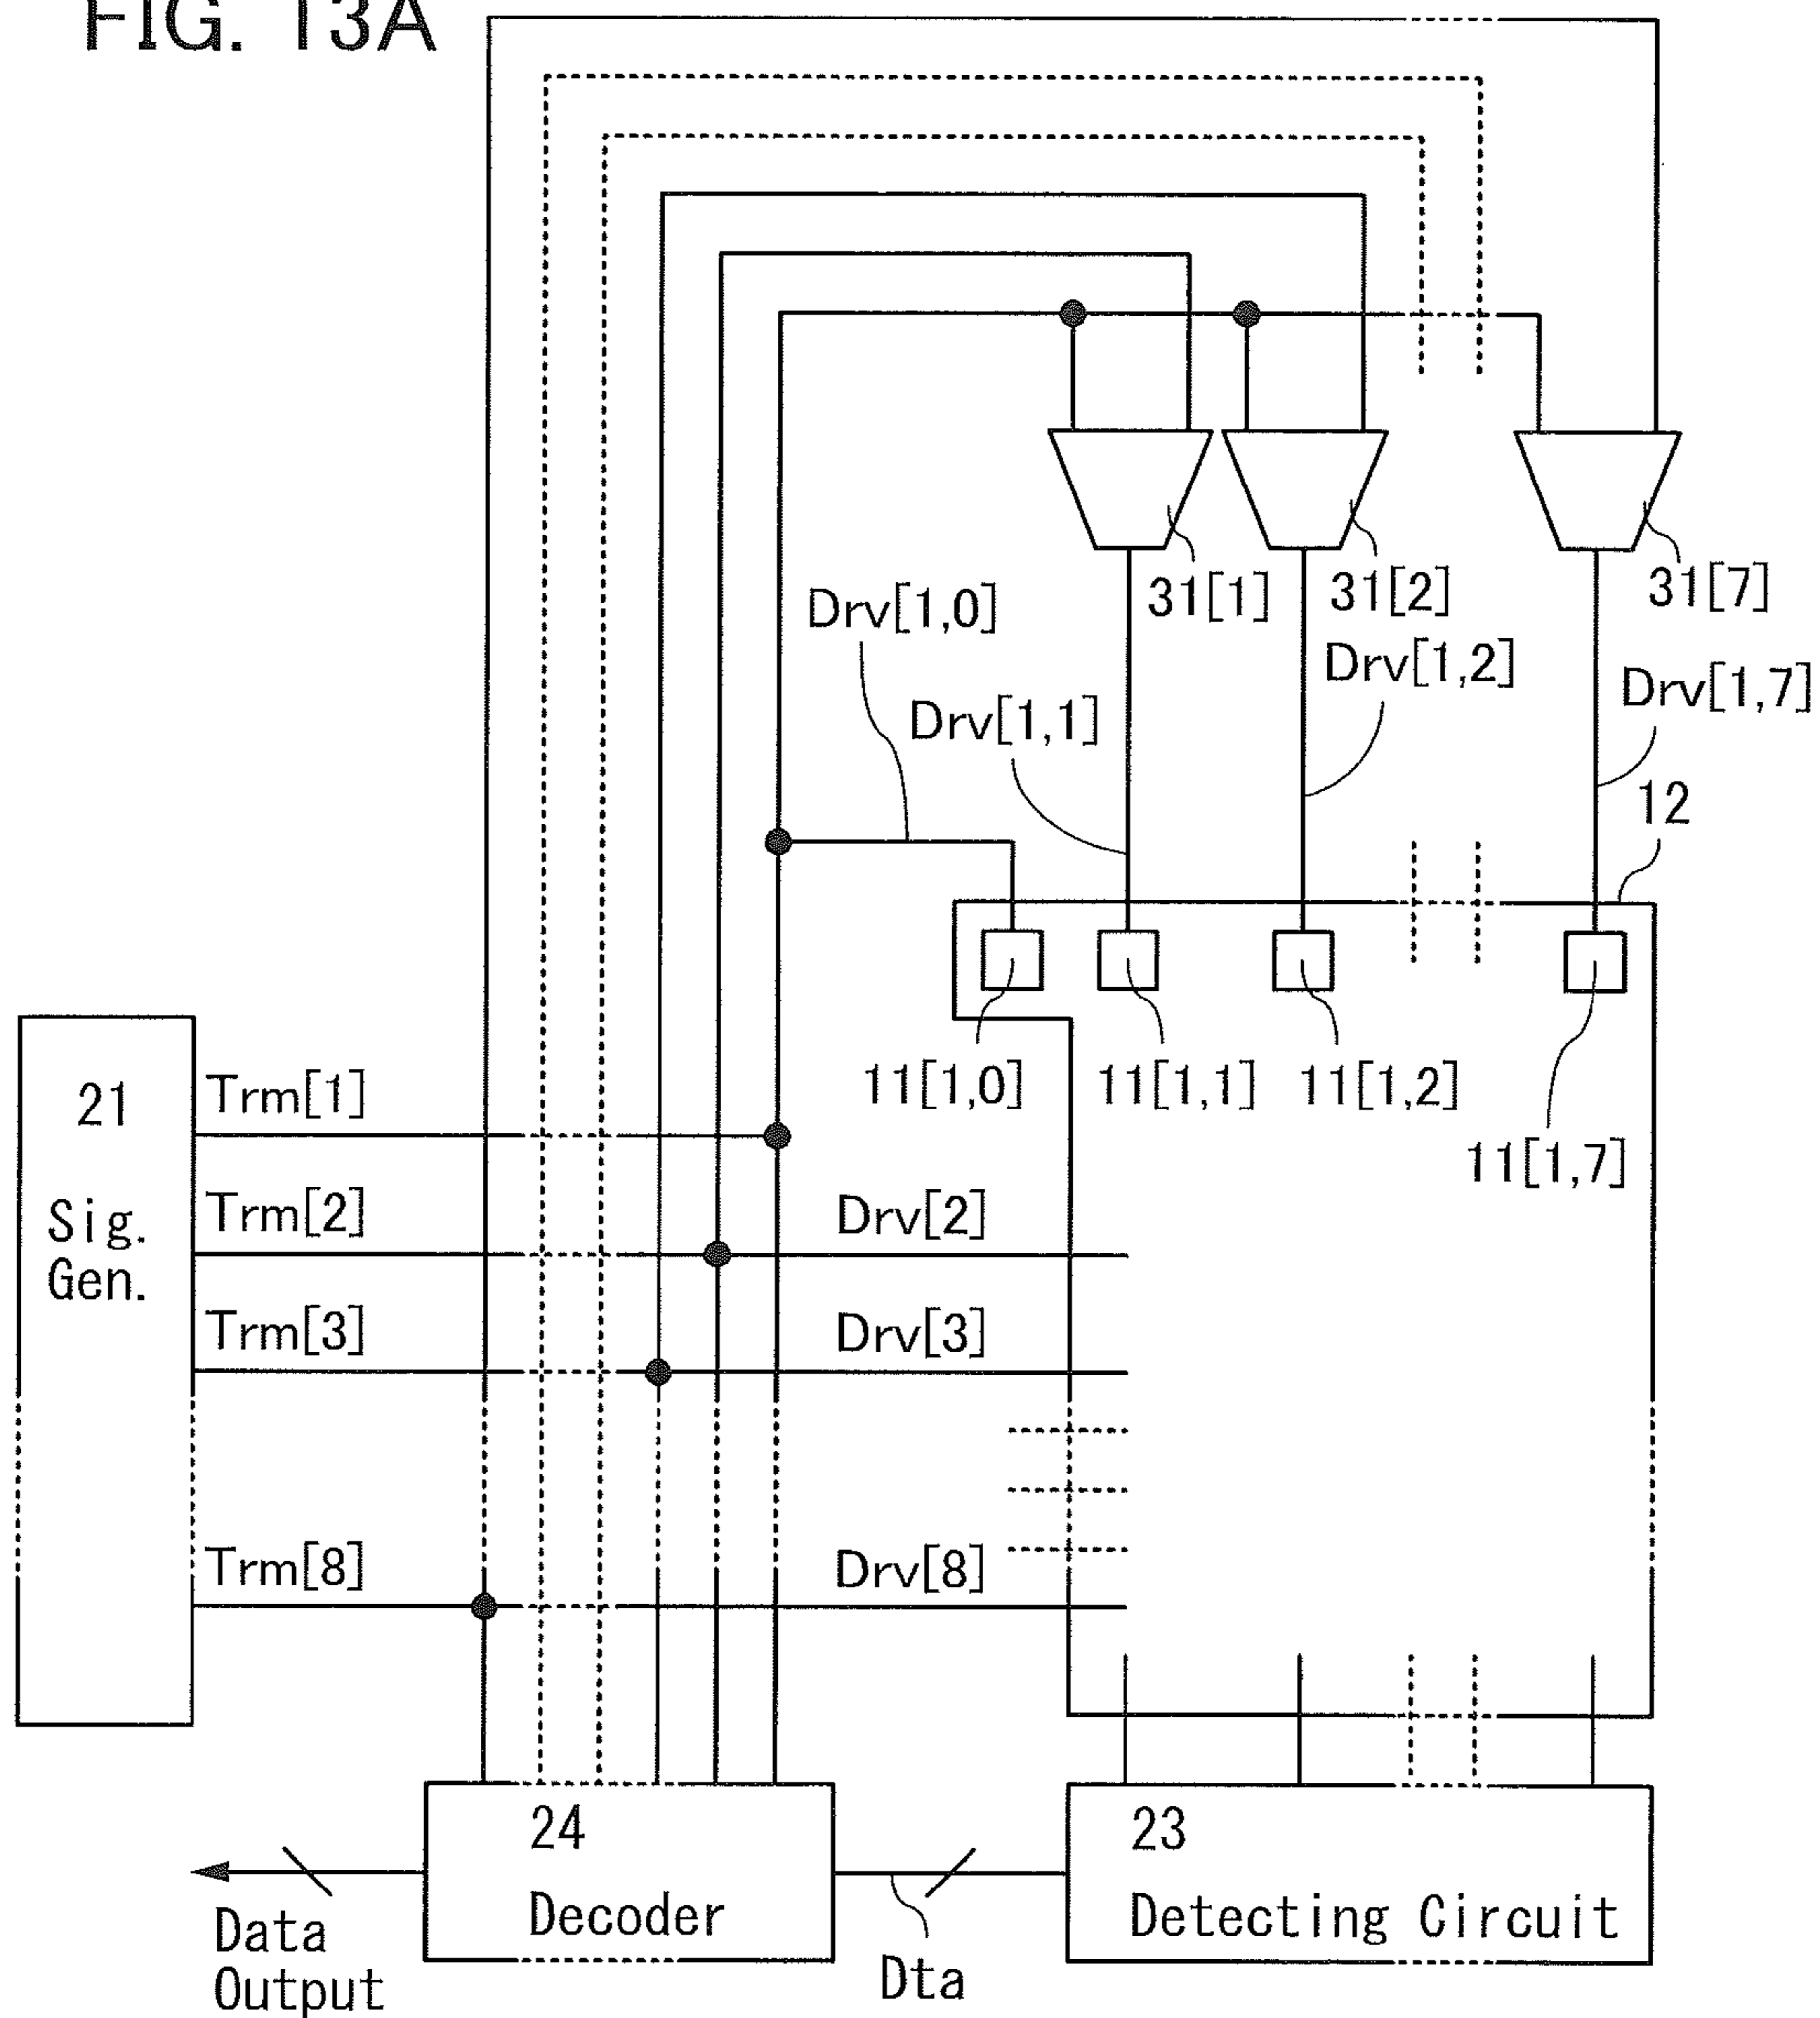 FIG. 13A
31[1]
31[2]
31[7]
Drv[1,0]
Drv[1,1]
Drv[1,2]
Drv[1,7]
12
11[1,0]
11[1,1]
11[1,2]
11[1,7]
21
Sig.
Gen.
Trm[1]
Trm[2]
Drv[2]
Trm[3]
Drv[3]
Trm[8]
Drv[8]
24
Decoder
23
Detecting Circuit
Data
Output
Dta